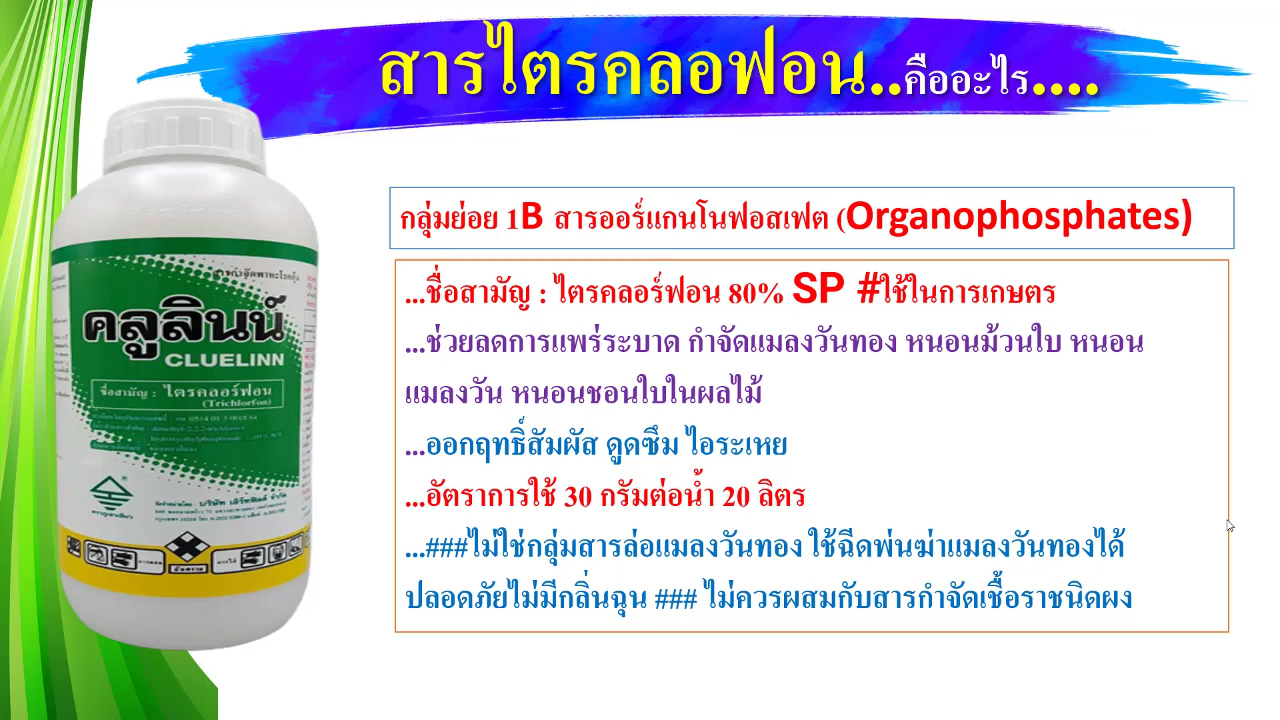 สารไตรคลอฟอน..คืออะไร....
กลุ่มย่อย 1B สารออร์แกนโนฟอสเฟต (Organophosphates)
...ชื่อสามัญ : ไตรคลอร์ฟอน 80% SP #ใช้ในการเกษตร
...ช่วยลดการแพร่ระบาด กำจัดแมลงวันทอง หนอนม้วนใบ หนอน
แมลงวัน หนอนชอนใบในผลไม้
...ออกฤทธิ์สัมผัส ดูดซึม ไอระเหย
...อัตราการใช้ 30 กรัมต่อน้ำ 20 ลิตร
...###ไม่ใช่กลุ่มสารล่อแมลงวันทอง ใช้ฉีดพ่นฆ่าแมลงวันทองได้
ปลอดภัยไม่มีกลิ่นฉุน ### ไม่ควรผสมกับสารกำจัดเชื้อราชนิดผง
คลูลินน์
CLUELINN
ชื่อสามัญ : ไตรคลอร์ฟอน
(Trichlorfon)